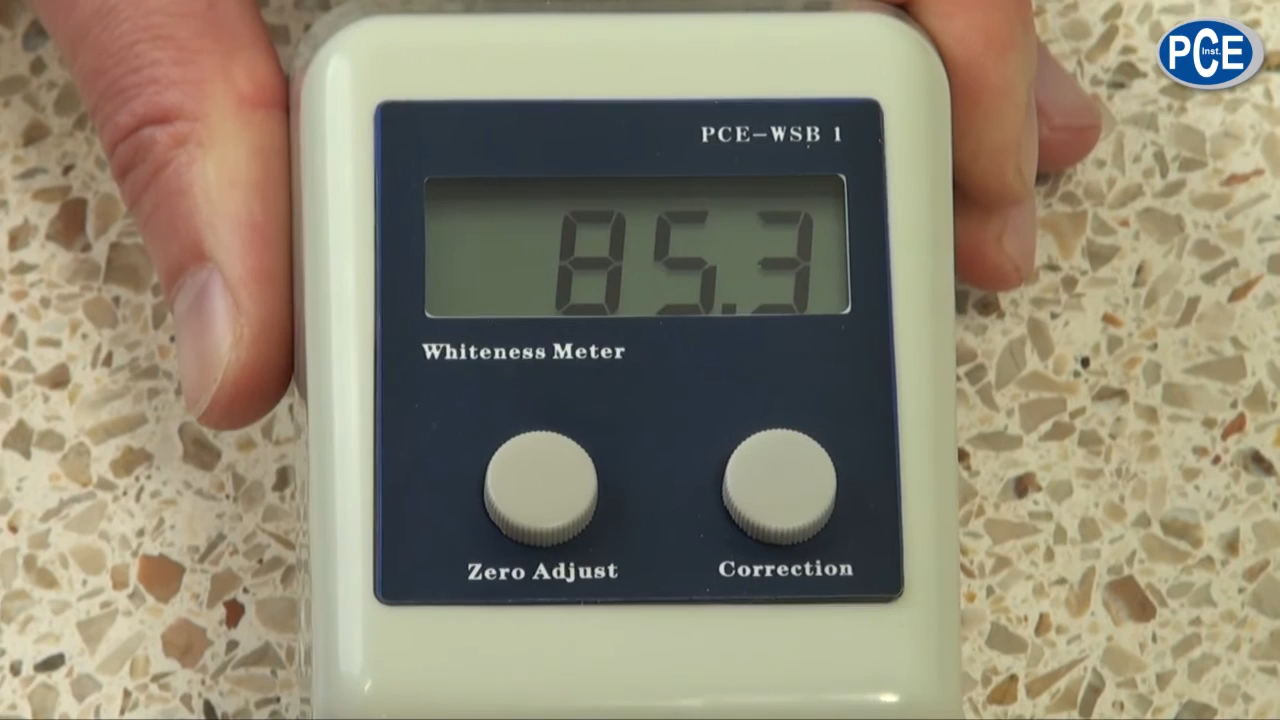 PCE Inst.
PCE-WSB 1
85.3
Whiteness Meter
Zero Adjust
Correction